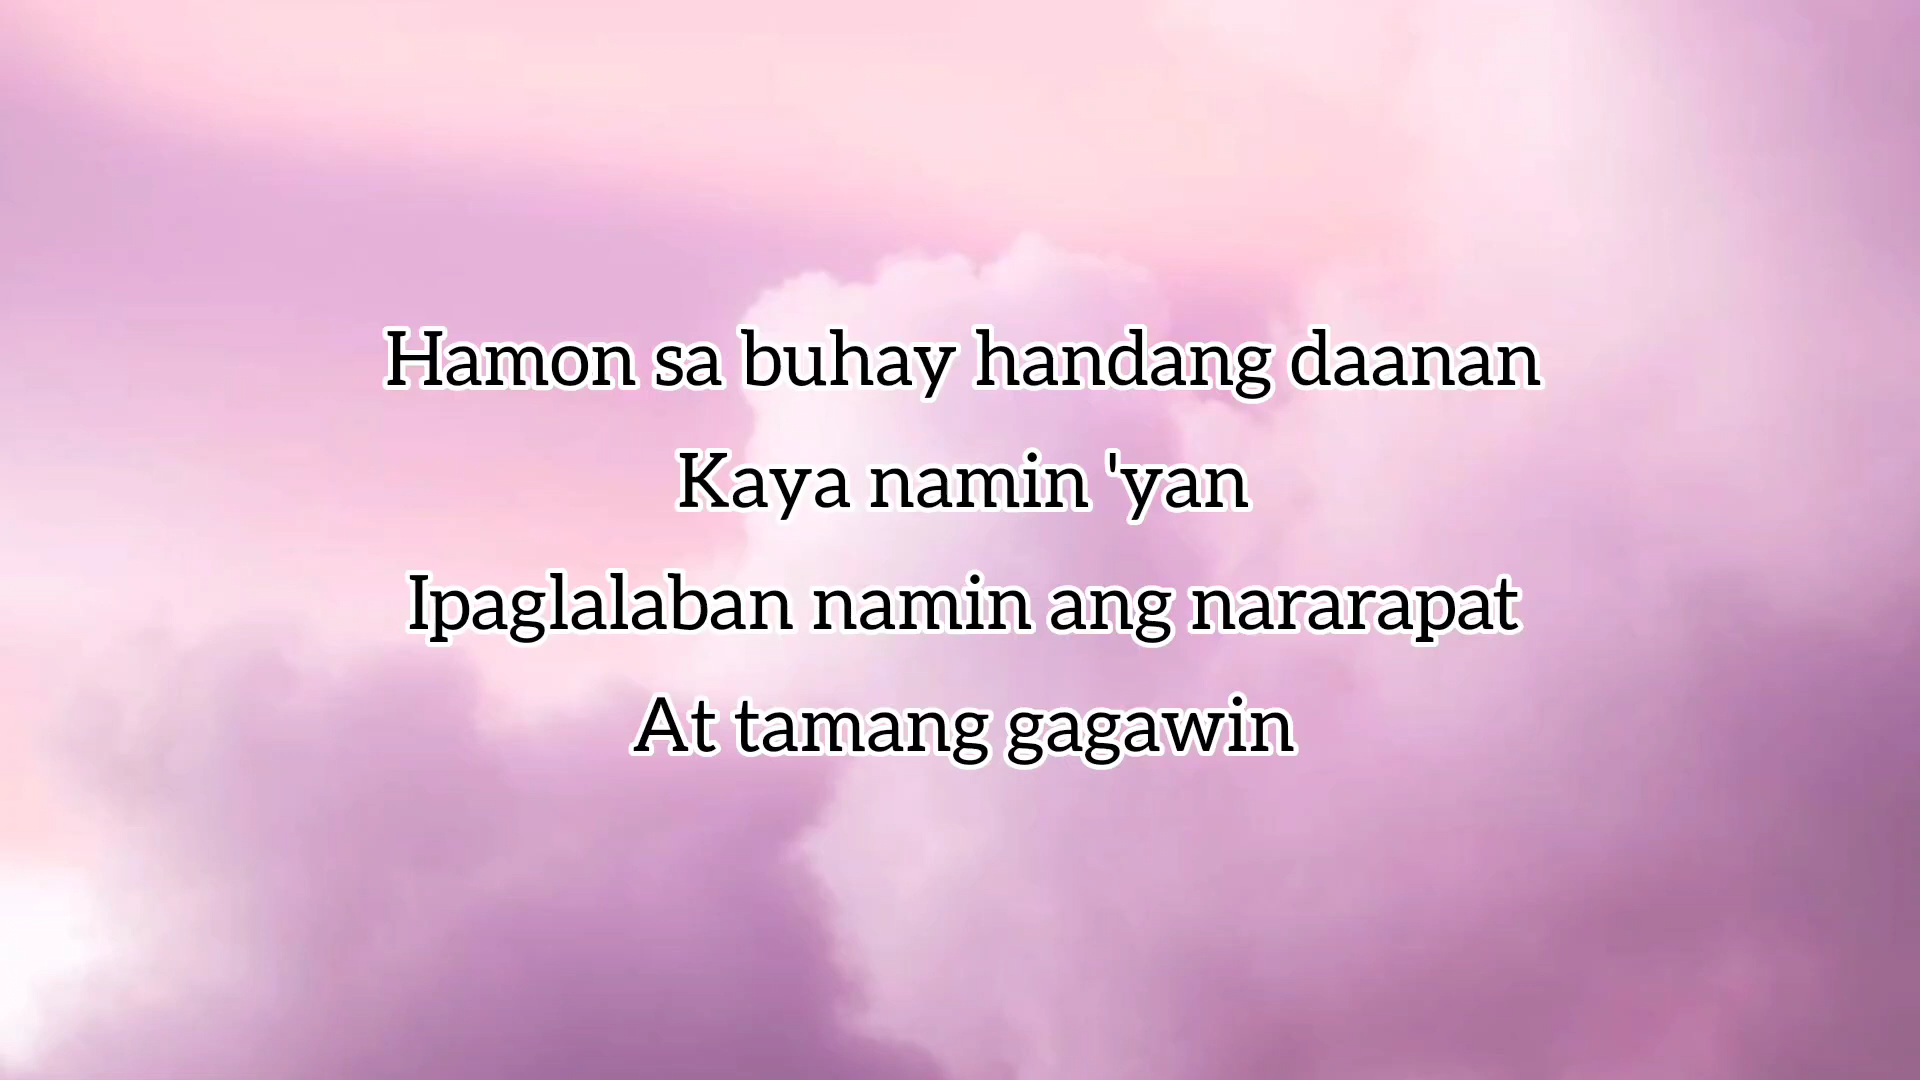 Hamon sa buhay handang daanan
Kaya namin 'yan
Ipaglalaban namin ang nararapat
At tamang gagawin